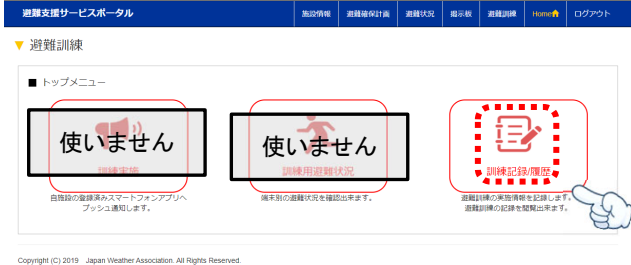 避難支援サービスポータル
施設情報 避難確保計画 避難状況 掲示板 避難訓練 Home ログアウト
▼ 避難訓練
■ トップメニュー
使いません
訓練実施
自施設の登録済みスマートフォンアプリへ
プッシュ通知します。
使いません
訓練用避難状況
端末別の避難状況を確認出来ます。
訓練記録/履歴
避難訓練の実施情報を記録します。
避難訓練の記録を閲覧出来ます。
Copyright (C) 2019 Japan Weather Association. All Rights Reserved.